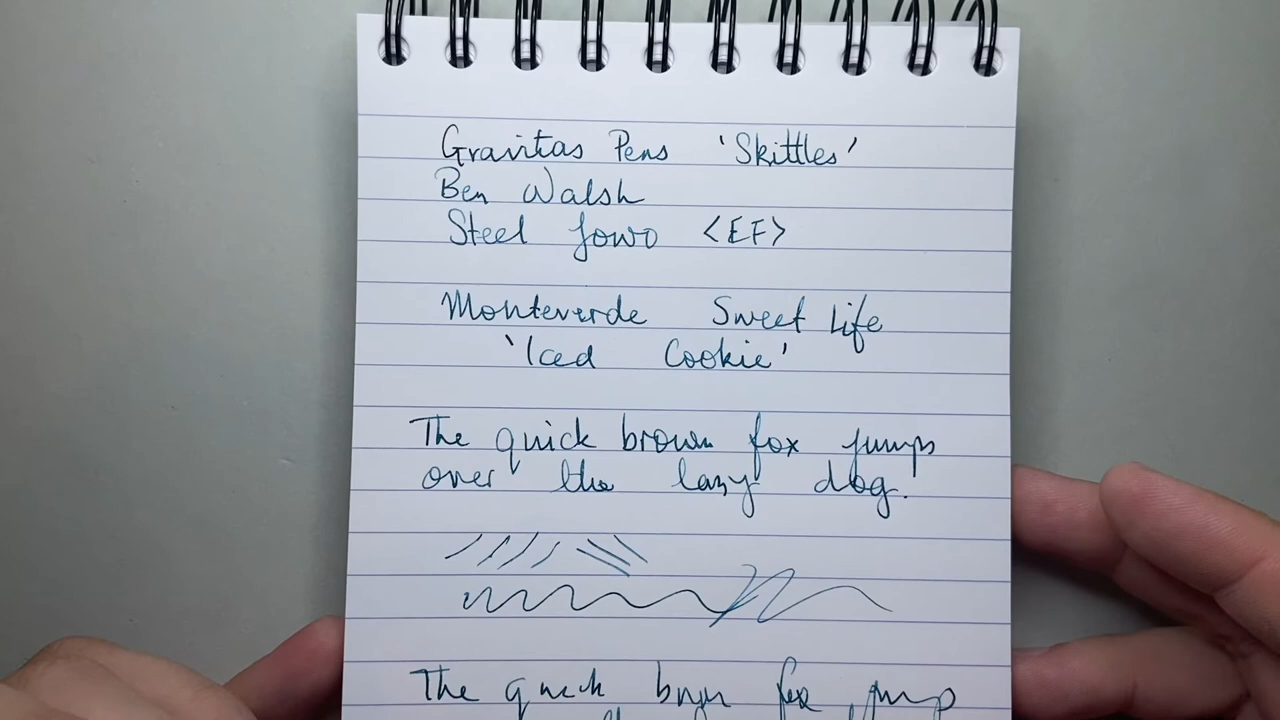 Gravitas Pens 'Skittles'
Ben Walsh
Steel Jowo <EF>
Monteverde Sweet Life
'Iced Cookie'
The quick brown fox jumps
over the lazy dog.
The quick brown fox jump